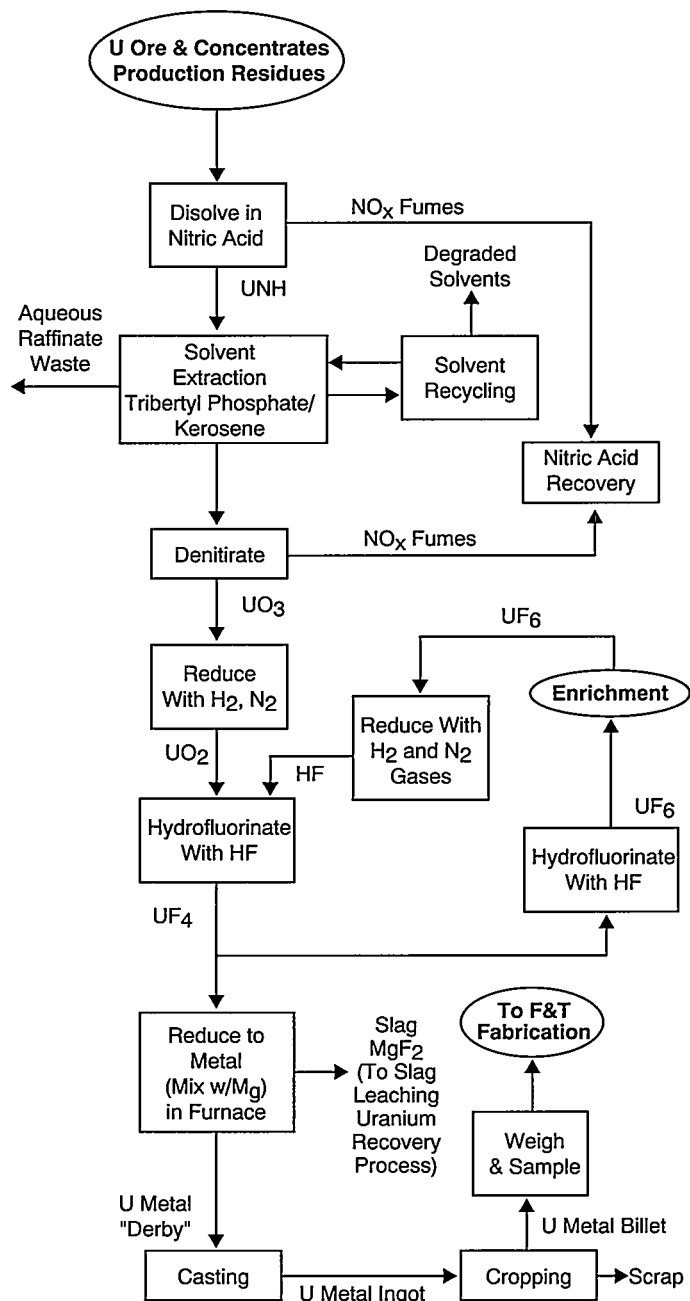 U Ore & Concentrates
Production Residues
Disolve in
Nitric Acid
NOx Fumes
UNH
Degraded
Solvents
Aqueous
Raffinate
Waste
Solvent
Extraction
Tribertyl Phosphate/
Kerosene
Solvent
Recycling
Nitric Acid
Recovery
Denitirate
NOx Fumes
UO3
UF6
Reduce
With H2, N2
Enrichment
Reduce With
H2 and N2
Gases
UO2
HF
UF6
Hydrofluorinate
With HF
Hydrofluorinate
With HF
UF4
To F&T
Fabrication
Reduce to
Metal
(Mix w/Mg)
in Furnace
Slag
MgF2
(To Slag
Leaching
Uranium
Recovery
Process)
Weigh
& Sample
U Metal
"Derby"
U Metal Billet
Casting
U Metal Ingot
Cropping
Scrap